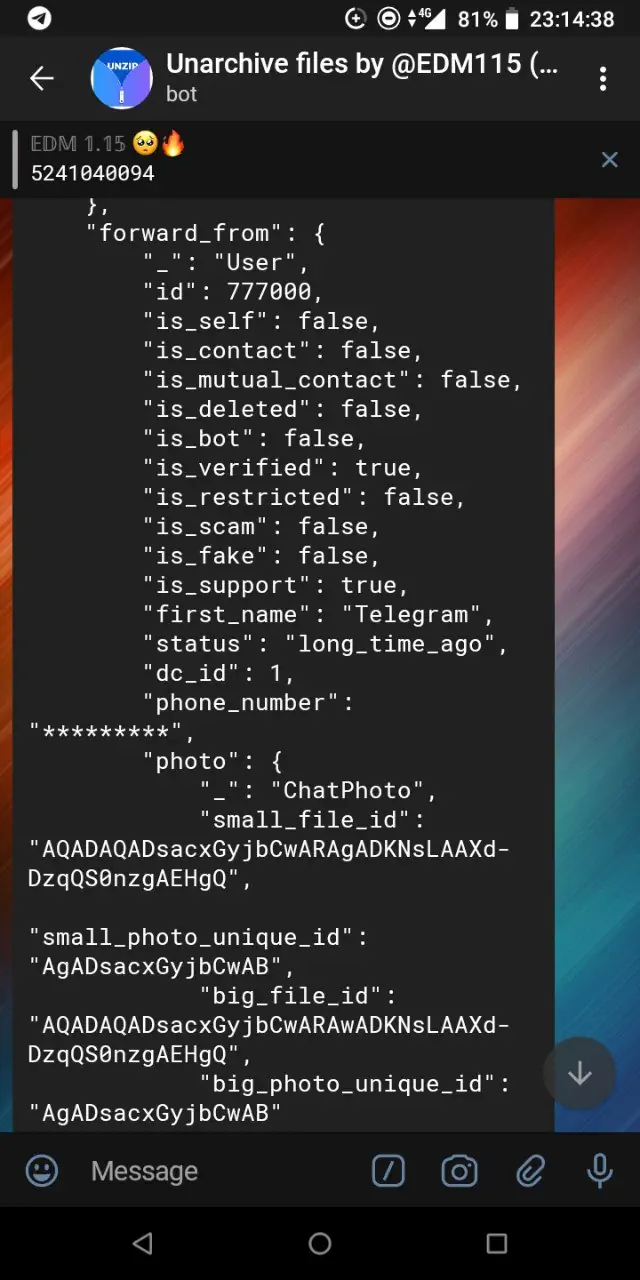 4G 81% 23:14:38
UNZIP
Unarchive files by @EDM115 (...
bot
EDM 1.15 🥺🔥
5241040094
},
"forward_from": {
"_": "User",
"id": 777000,
"is_self": false,
"is_contact": false,
"is_mutual_contact": false,
"is_deleted": false,
"is_bot": false,
"is_verified": true,
"is_restricted": false,
"is_scam": false,
"is_fake": false,
"is_support": true,
"first_name": "Telegram",
"status": "long_time_ago",
"dc_id": 1,
"phone_number":
"*********",
"photo": {
"_": "ChatPhoto",
"small_file_id":
"AQADAQADsacxGyjbCwARAgADKNsLAAXd-
DzqQS0nzgAEHgQ",
"small_photo_unique_id":
"AgADsacxGyjbCwAB",
"big_file_id":
"AQADAQADsacxGyjbCwARAwADKNsLAAXd-
DzqQS0nzgAEHgQ",
"big_photo_unique_id":
"AgADsacxGyjbCwAB"
Message